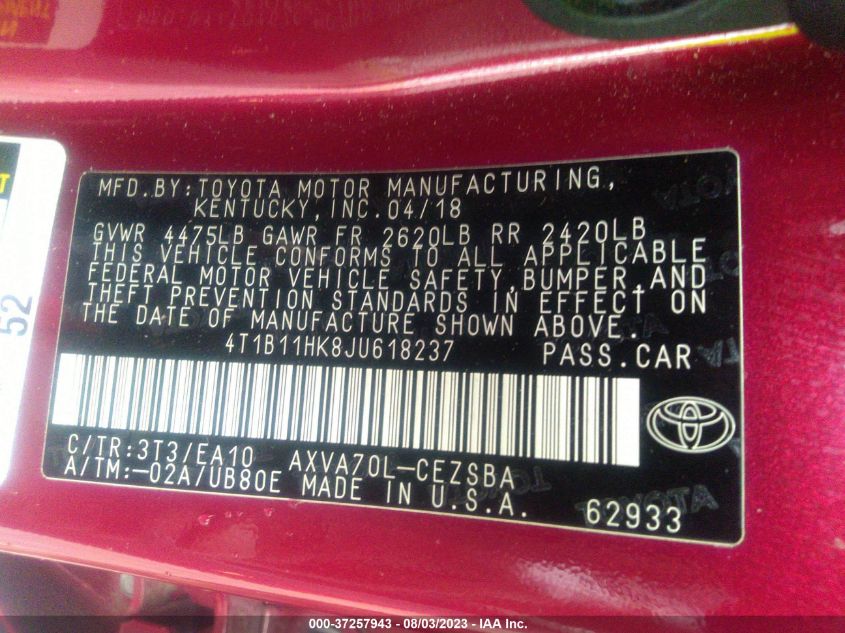 MFD.BY:TOYOTA MOTOR MANUFACTURING,
KENTUCKY,INC.04/18
GVWR 4475LB GAWR FR 2620LB RR 2420LB
THIS VEHICLE CONFORMS TO ALL APPLICABLE
FEDERAL MOTOR VEHICLE SAFETY,BUMPER,AND
THEFT PREVENTION STANDARDS IN EFFECT ON
THE DATE OF MANUFACTURE SHOWN ABOVE.
4T1B11HK8JU618237 PASS.CAR
C/TR:3T3/EA10 AXVA70L-CEZSBA
A/TM:-02A/UB80E MADE IN U.S.A.
62933
52
000-37257943 - 08/03/2023 - IAA Inc.